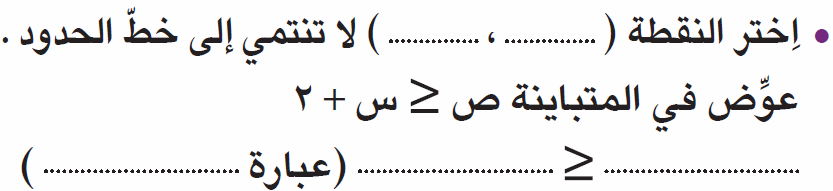 • اِختر النقطة ( ............... ، ............... ) لا تنتمي إلى خطّ الحدود .
عوِّض في المتباينة ص ≤ س + ٢
................................ ≤ ................................ (عبارة ................................ )